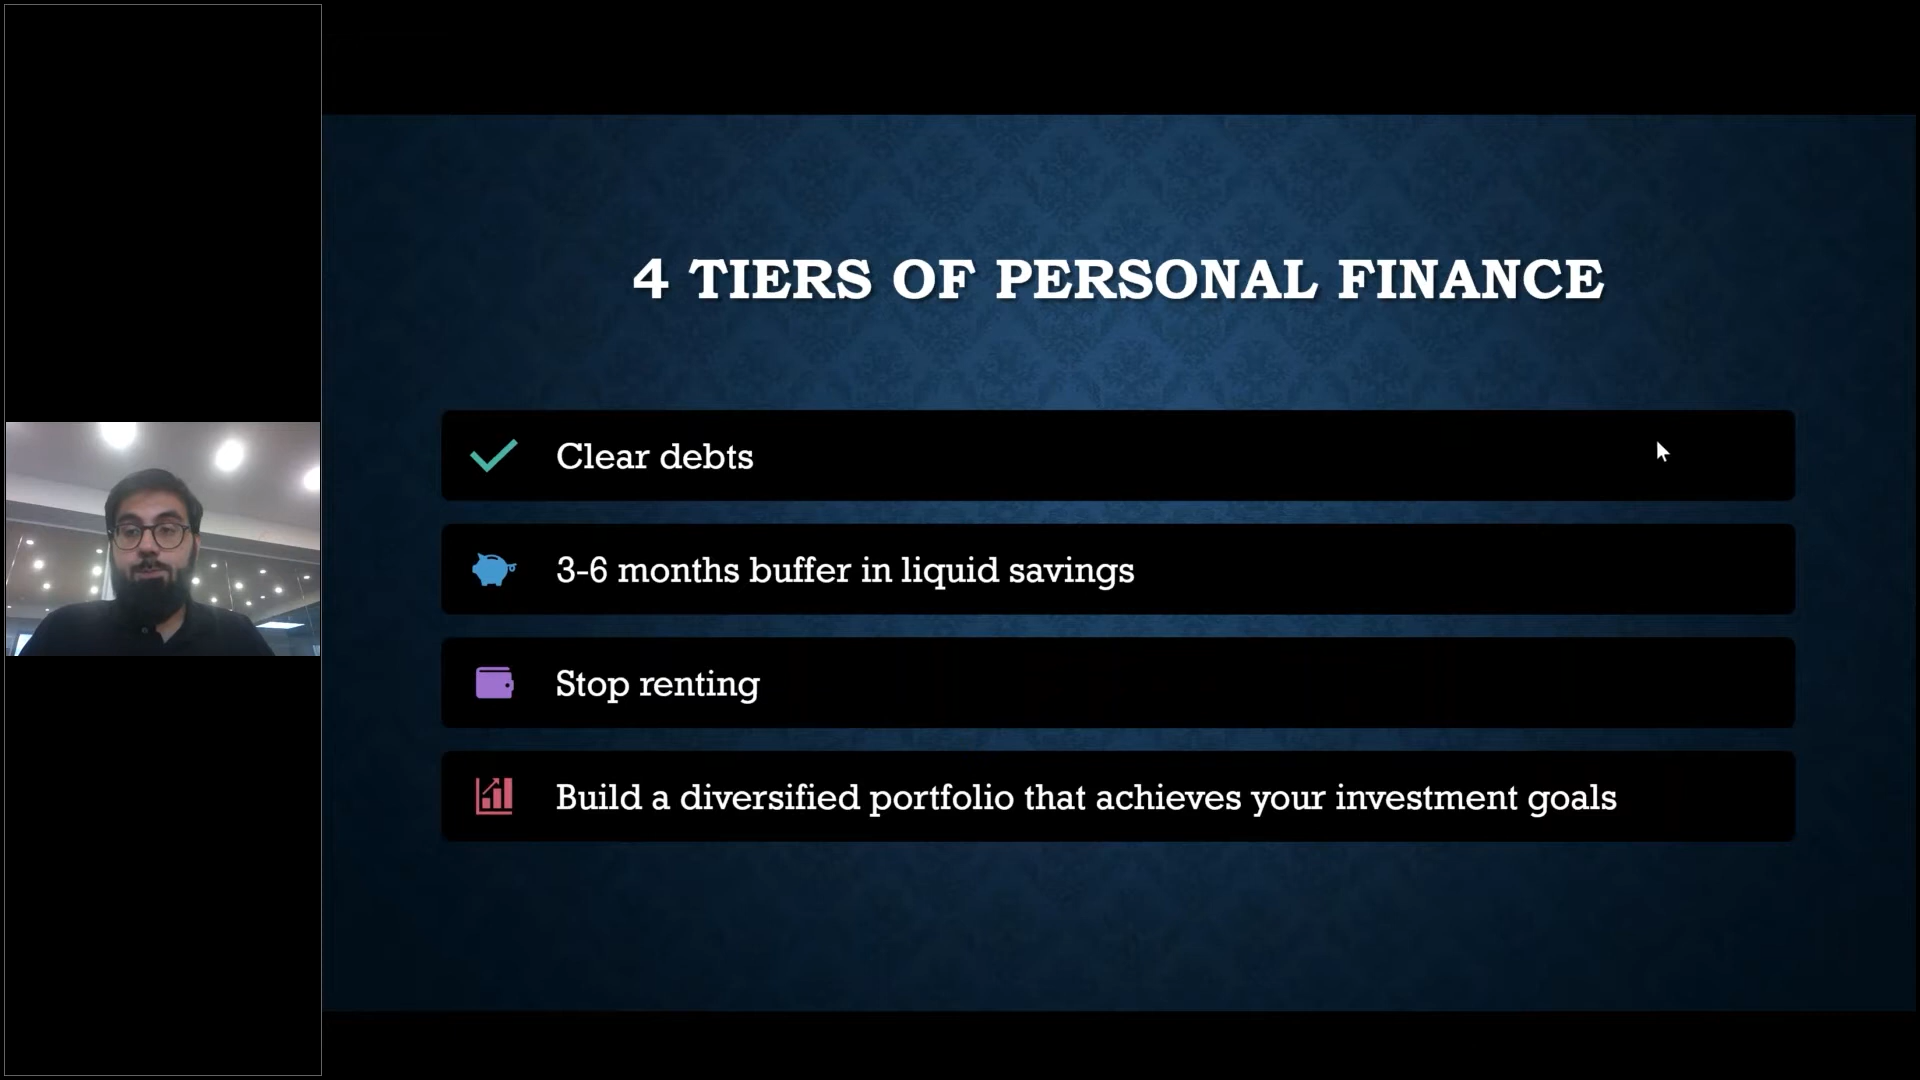 4 TIERS OF PERSONAL FINANCE
Clear debts
3-6 months buffer in liquid savings
Stop renting
Build a diversified portfolio that achieves your investment goals